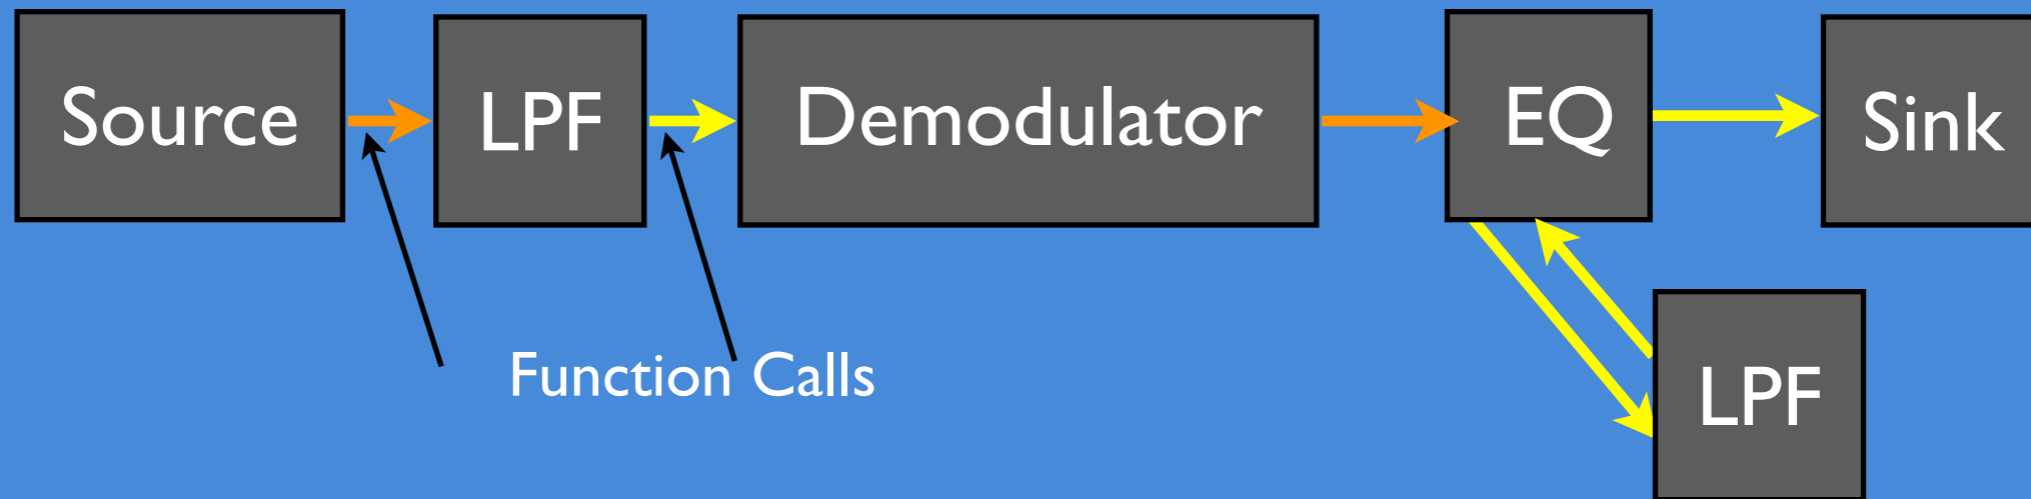 Source
LPF
Demodulator
EQ
Sink
Function Calls
LPF